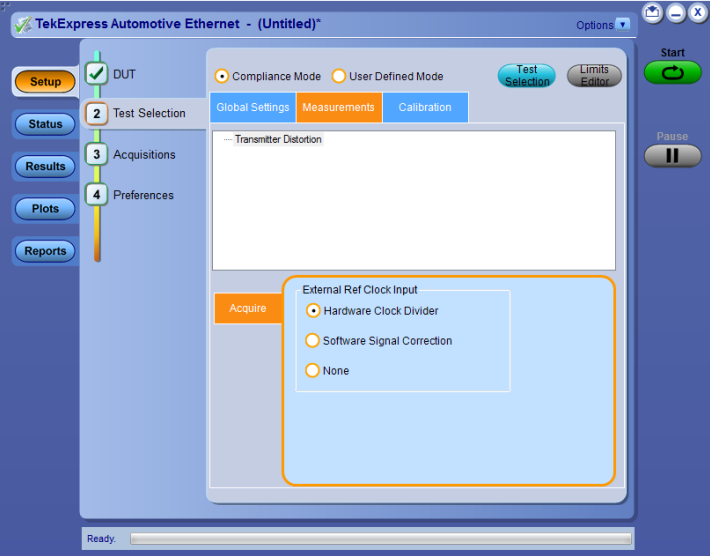 TekExpress Automotive Ethernet - (Untitled)*
Options
Start
Setup
DUT
Compliance Mode
User Defined Mode
Test
Selection
Limits
Editor
Status
2
Test Selection
Global Settings
Measurements
Calibration
Pause
Transmitter Distortion
Results
3
Acquisitions
Plots
4
Preferences
Reports
Acquire
External Ref Clock Input
Hardware Clock Divider
Software Signal Correction
None
Ready.